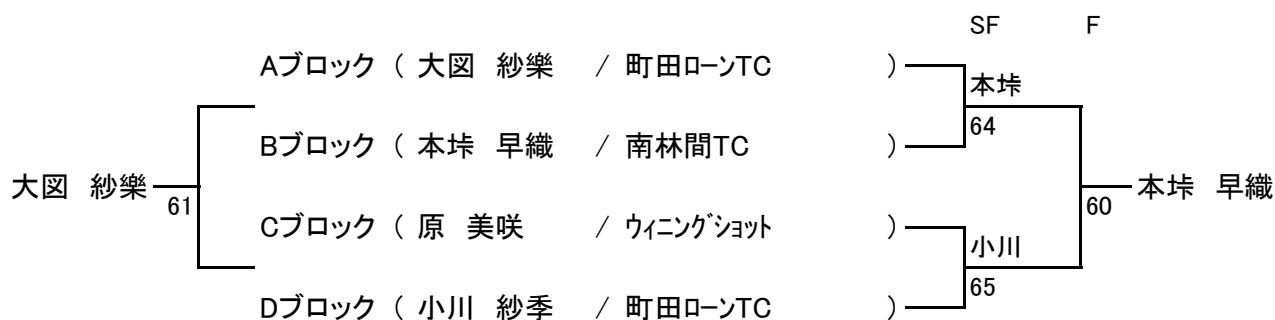 SF F
Aブロック ( 大図 紗樂 / 町田ローンTC )
本垰
64
Bブロック ( 本垰 早織 / 南林間TC )
大図 紗樂
61
本垰 早織
60
Cブロック ( 原 美咲 / ウィニングショット )
小川
65
Dブロック ( 小川 紗季 / 町田ローンTC )